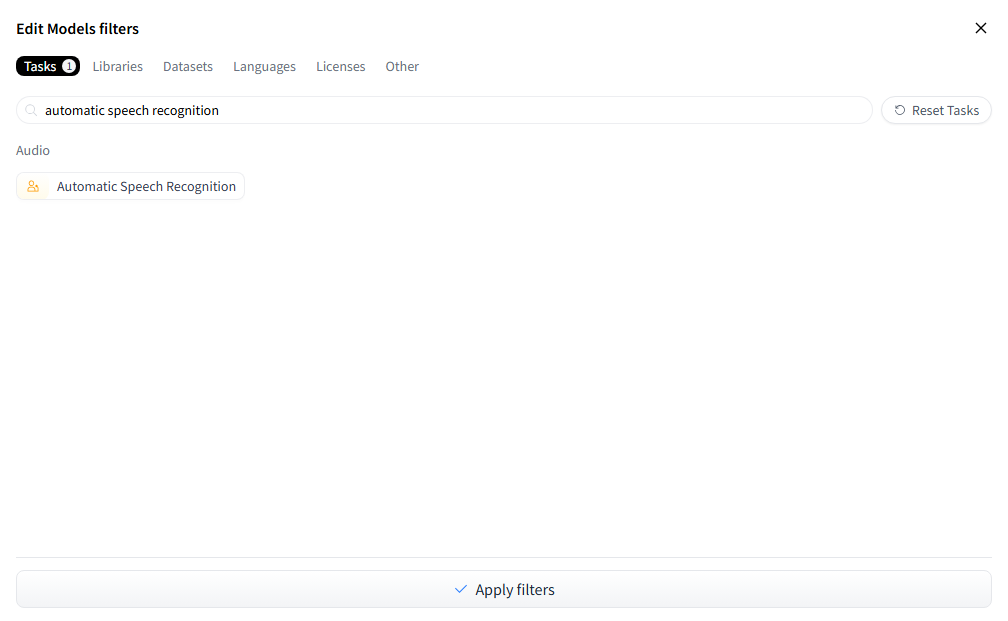 Edit Models filters
Tasks 1 Libraries Datasets Languages Licenses Other
automatic speech recognition Reset Tasks
Audio
Automatic Speech Recognition
Apply filters